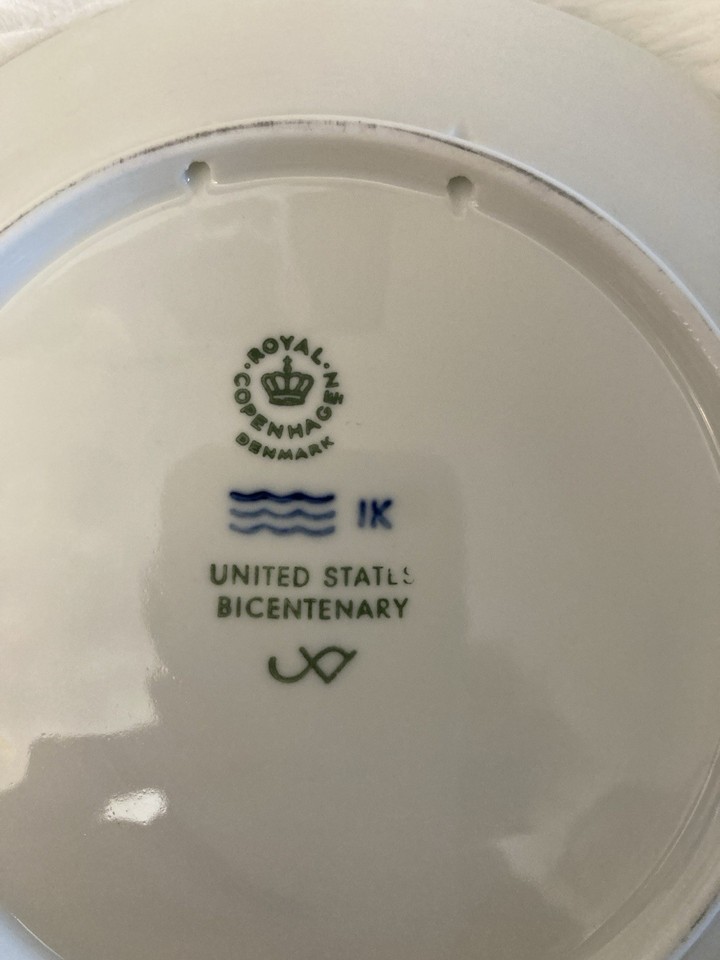 ROYAL
COPENHAGEN
DENMARK
IK
UNITED STATES
BICENTENARY